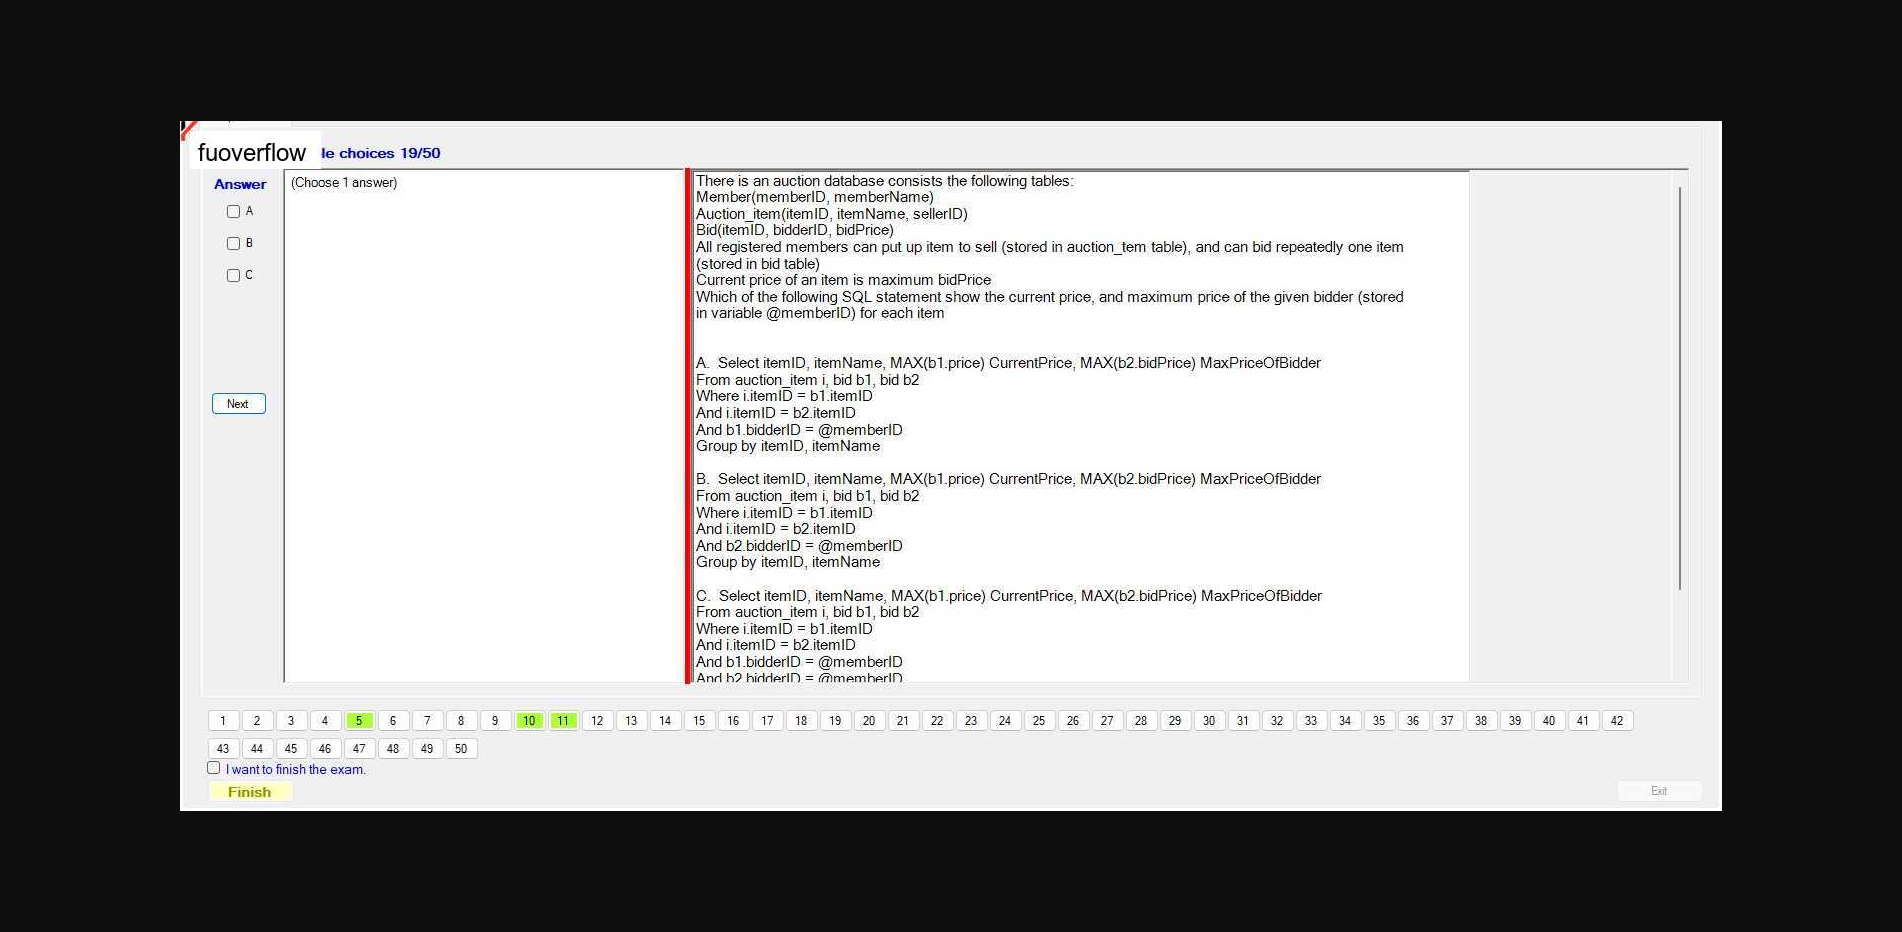 fuoverflow
le choices 19/50
Answer
A
B
C
Next
(Choose 1 answer)
There is an auction database consists the following tables:
Member(memberID, memberName)
Auction_item(itemID, itemName, sellerID)
Bid(itemID, bidderID, bidPrice)
All registered members can put up item to sell (stored in auction_tem table), and can bid repeatedly one item
(stored in bid table)
Current price of an item is maximum bidPrice
Which of the following SQL statement show the current price, and maximum price of the given bidder (stored
in variable @memberID) for each item
A. Select itemID, itemName, MAX(b1.price) CurrentPrice, MAX(b2.bidPrice) MaxPriceOfBidder
From auction_item i, bid b1, bid b2
Where i.itemID = b1.itemID
And i.itemID = b2.itemID
And b1.bidderID = @memberID
Group by itemID, itemName
B. Select itemID, itemName, MAX(b1.price) CurrentPrice, MAX(b2.bidPrice) MaxPriceOfBidder
From auction_item i, bid b1, bid b2
Where i.itemID = b1.itemID
And i.itemID = b2.itemID
And b2.bidderID = @memberID
Group by itemID, itemName
C. Select itemID, itemName, MAX(b1.price) CurrentPrice, MAX(b2.bidPrice) MaxPriceOfBidder
From auction_item i, bid b1, bid b2
Where i.itemID = b1.itemID
And i.itemID = b2.itemID
And b1.bidderID = @memberID
And b2.bidderID = @memberID
1 2 3 4 5 6 7 8 9 10 11 12 13 14 15 16 17 18 19 20 21 22 23 24 25 26 27 28 29 30 31 32 33 34 35 36 37 38 39 40 41 42
43 44 45 46 47 48 49 50
I want to finish the exam.
Finish
Exit